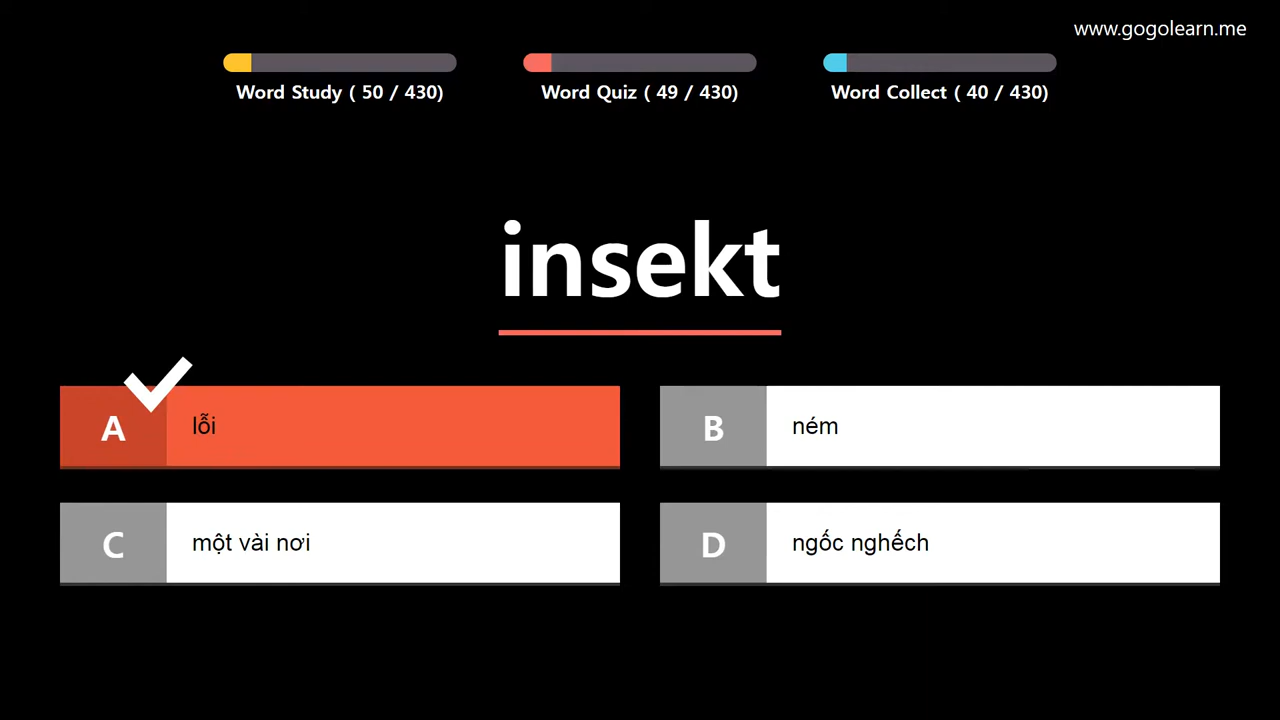 www.gogolearn.me
Word Study ( 50 / 430)
Word Quiz ( 49 / 430)
Word Collect ( 40 / 430)
insekt
A lỗi
B ném
C một vài nơi
D ngốc nghếch